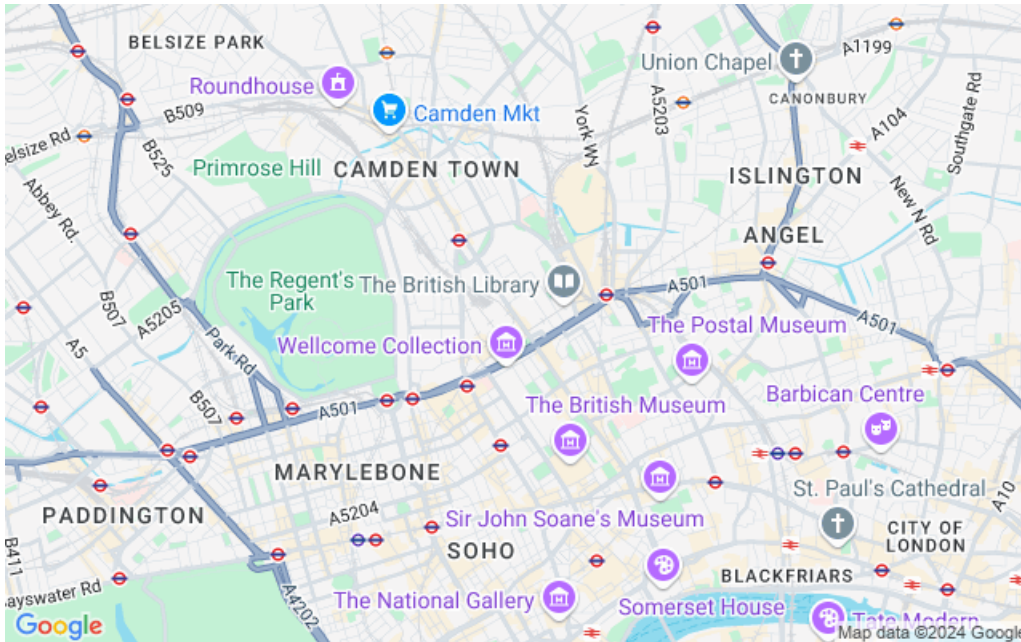 BELSIZE PARK
Union Chapel
A1199
Roundhouse
Camden Mkt
B509
CANONBURY
A5203
York Wy
A104
Southgate Rd
Belsize Rd
B525
Primrose Hill
CAMDEN TOWN
ISLINGTON
New N Rd
Abbey Rd.
ANGEL
The Regent's
Park
The British Library
A501
B507
A5205
A5
Park Rd
Wellcome Collection
The Postal Museum
A501
B507
A501
The British Museum
Barbican Centre
MARYLEBONE
PADDINGTON
A5204
St. Paul's Cathedral
A10
Sir John Soane's Museum
SOHO
CITY OF
LONDON
B411
BLACKFRIARS
Bayswater Rd
A4202
The National Gallery
Somerset House
Tate Modern
Google
Map data ©2024 Google